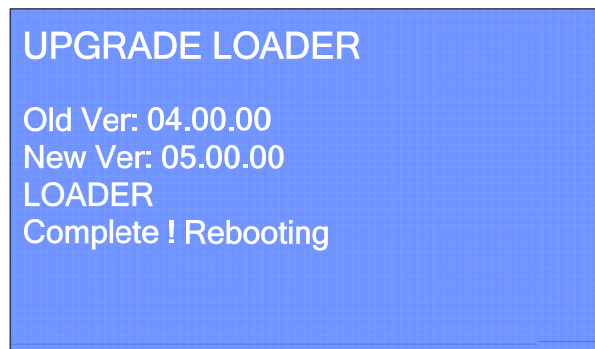 UPGRADE LOADER
Old Ver: 04.00.00
New Ver: 05.00.00
LOADER
Complete ! Rebooting